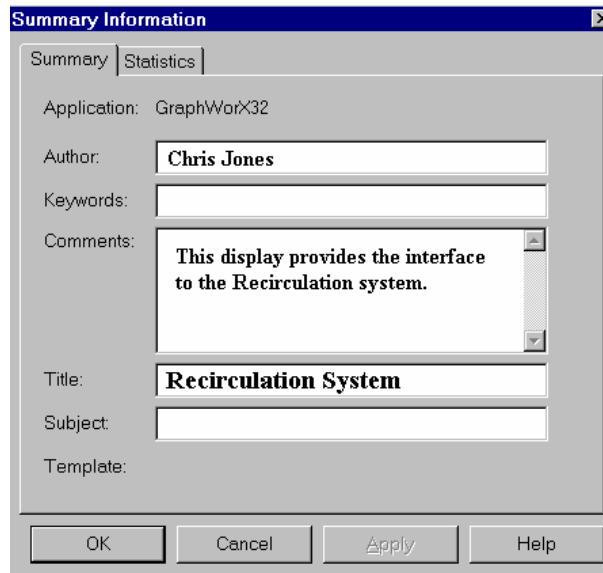 Summary Information
Summary Statistics
Application: GraphWorX32
Author: Chris Jones
Keywords:
Comments: This display provides the interface
to the Recirculation system.
Title: Recirculation System
Subject:
Template:
OK Cancel Apply Help